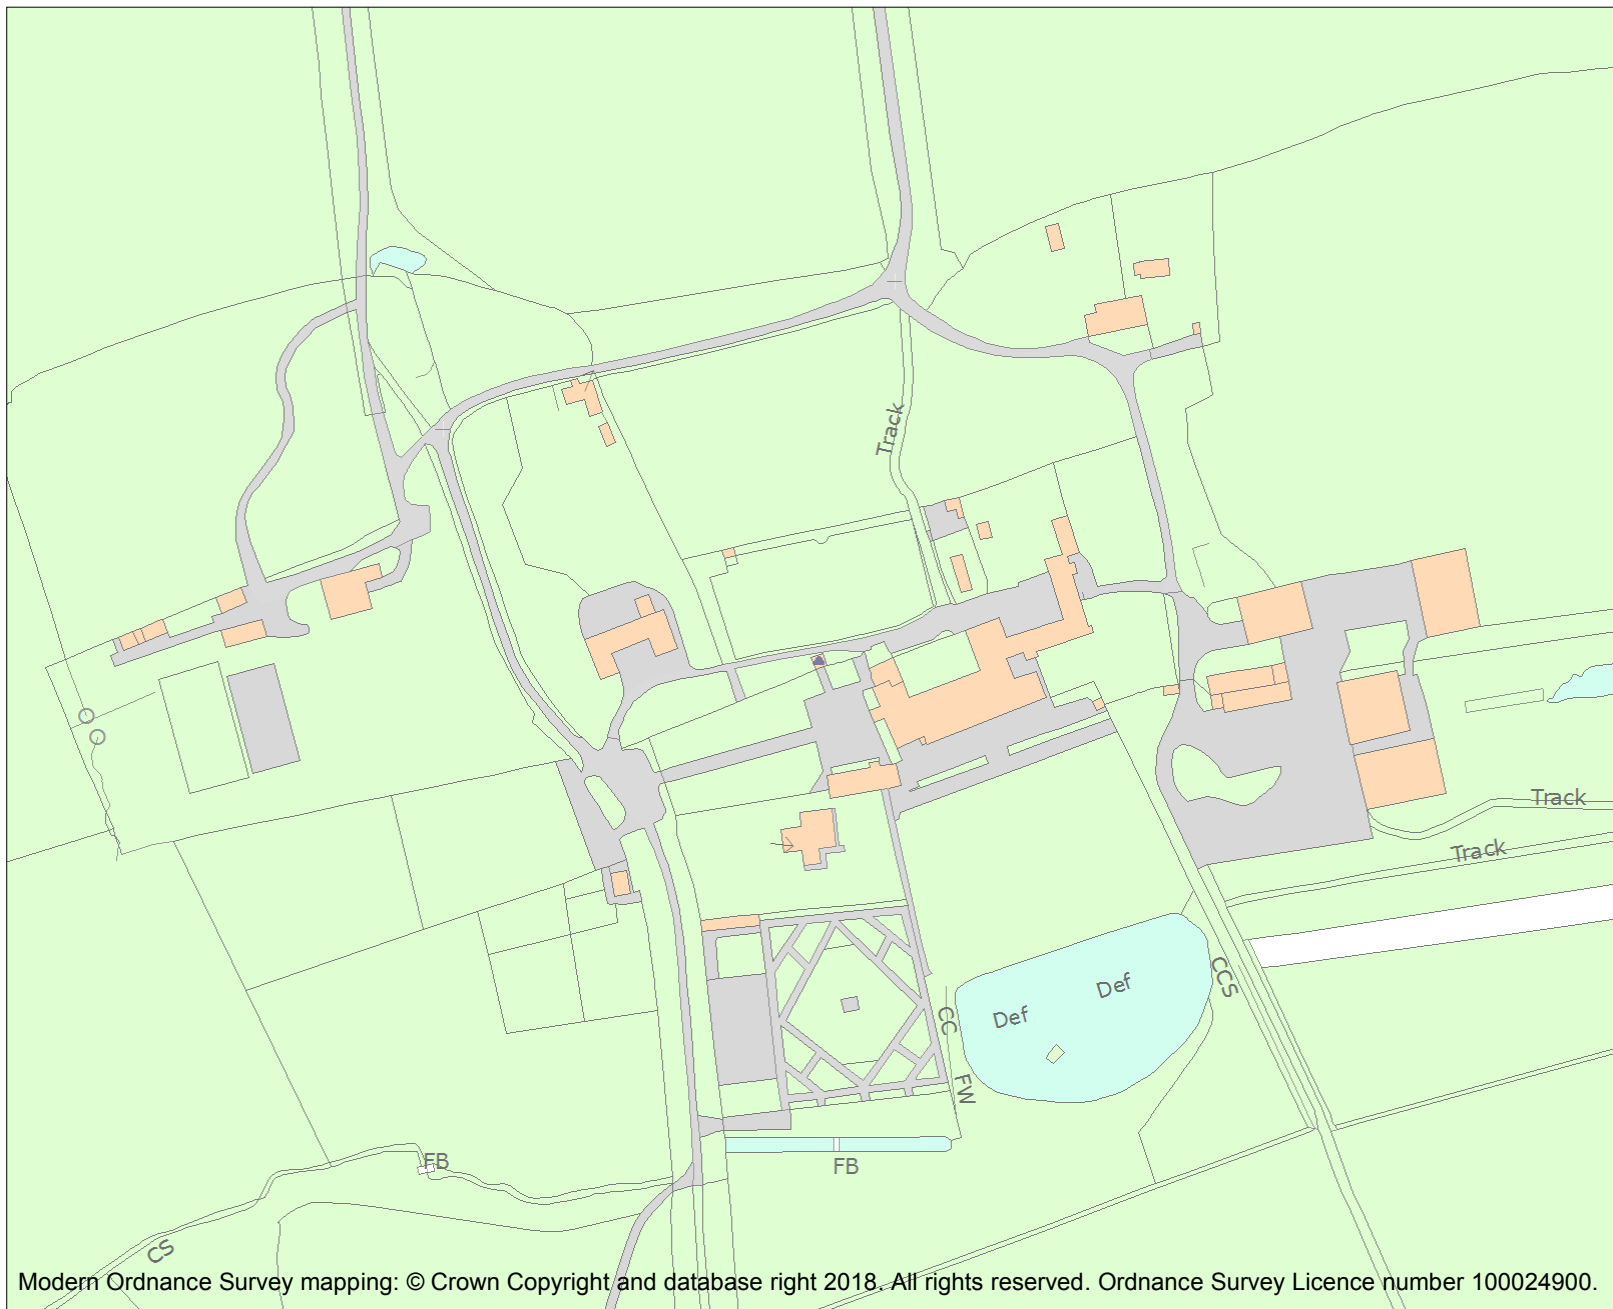 Track
Track
Track
Def
Def
CCS
CC
FW
FB
FB
CS
Modern Ordnance Survey mapping: © Crown Copyright and database right 2018. All rights reserved. Ordnance Survey Licence number 100024900.